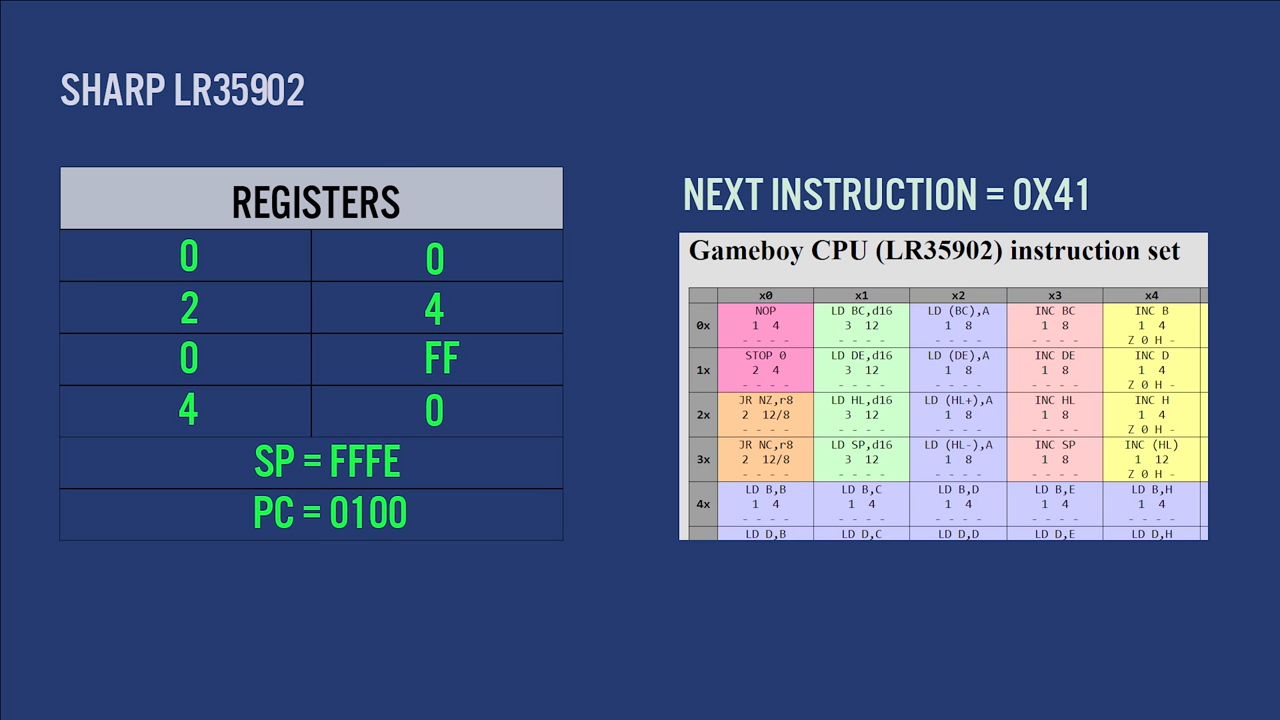 SHARP LR35902
REGISTERS
0 0
2 4
0 FF
4 0
SP = FFFE
PC = 0100
NEXT INSTRUCTION = 0X41
Gameboy CPU (LR35902) instruction set
x0 x1 x2 x3 x4
0x
NOP LD BC,d16 LD (BC),A INC BC INC B
1 4 3 12 1 8 1 8 1 4
- - - - - - - - - - - - - - - - Z 0 H -
1x
STOP 0 LD DE,d16 LD (DE),A INC DE INC D
2 4 3 12 1 8 1 8 1 4
- - - - - - - - - - - - - - - - Z 0 H -
2x
JR NZ,r8 LD HL,d16 LD (HL+),A INC HL INC H
2 12/8 3 12 1 8 1 8 1 4
- - - - - - - - - - - - - - - - Z 0 H -
3x
JR NC,r8 LD SP,d16 LD (HL-),A INC SP INC (HL)
2 12/8 3 12 1 8 1 8 1 12
- - - - - - - - - - - - - - - - Z 0 H -
4x
LD B,B LD B,C LD B,D LD B,E LD B,H
1 4 1 4 1 4 1 4 1 4
- - - - - - - - - - - - - - - - - - - -
LD D,B LD D,C LD D,D LD D,E LD D,H